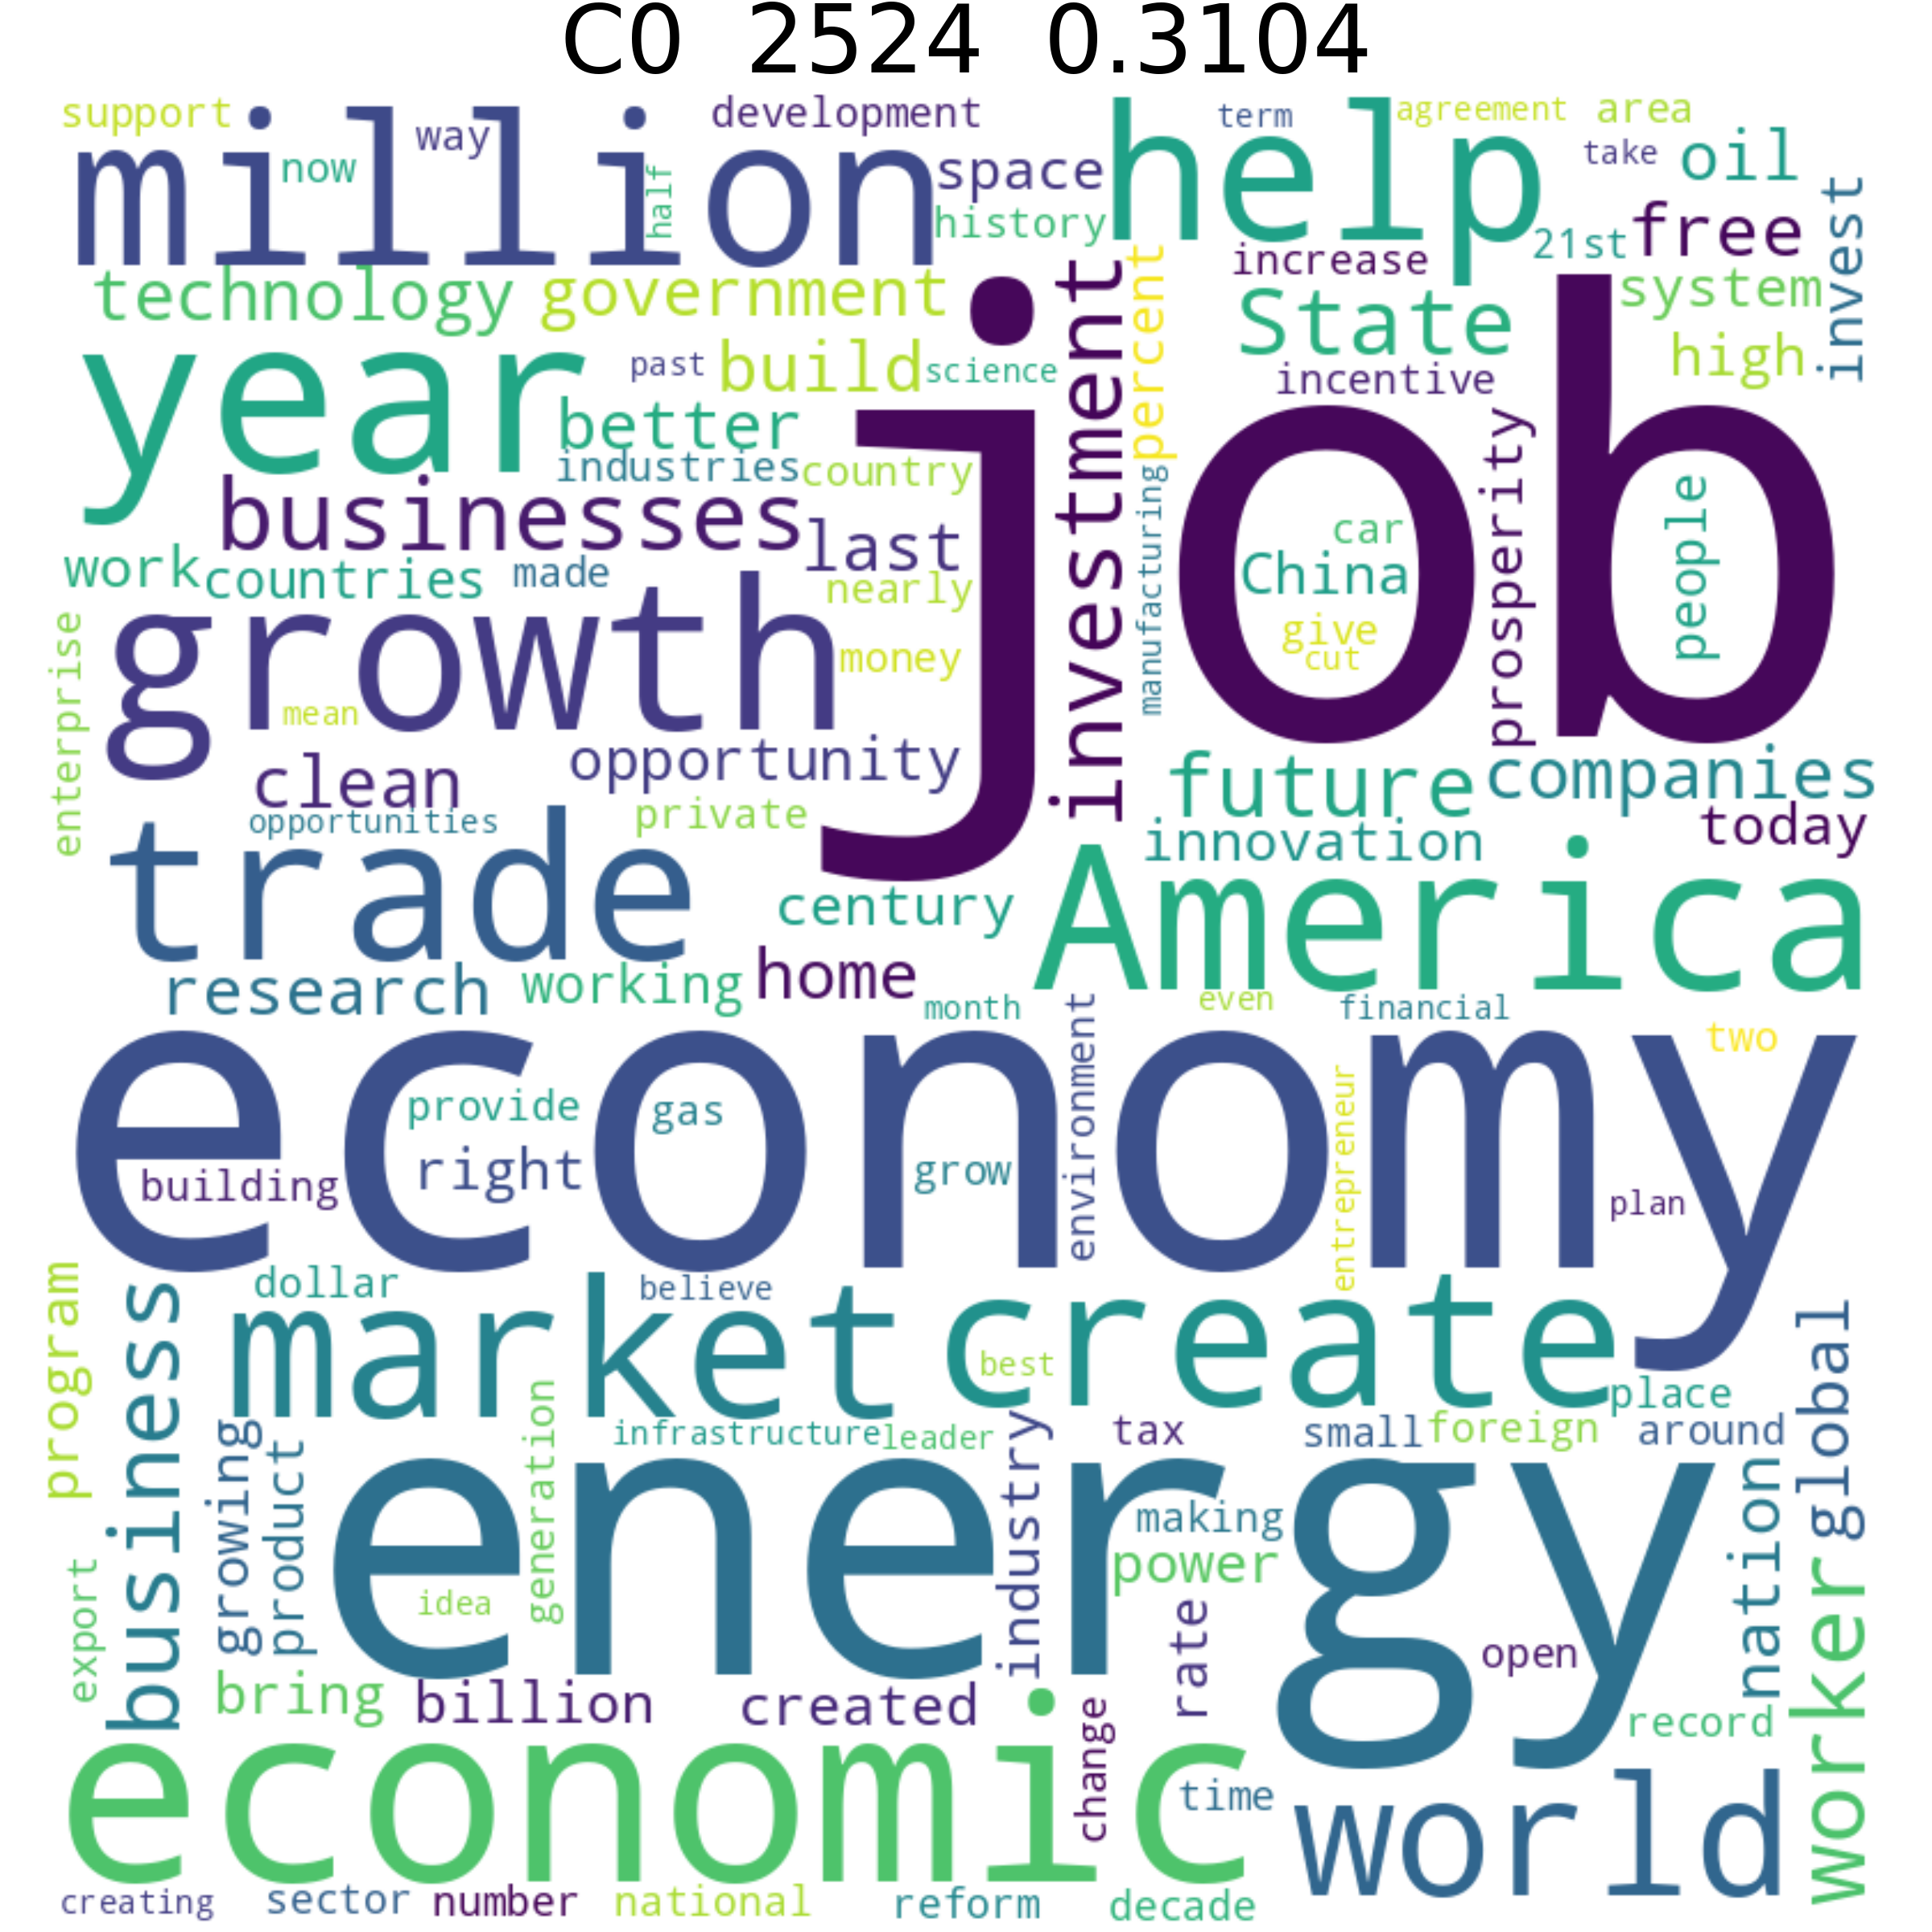 C0 2524 0.3104
support
million
way
now
half
development
space
history
help
term
agreement
area
take
oil
21st
free
invest
increase
technology
government
State
system
high
incentive
percent
investment
job
year
past
build
science
better
industries
country
businesses
last
work
countries
made
nearly
manufacturing
car
China
give
cut
prosperity
people
enterprise
growth
money
mean
opportunity
clean
opportunities
private
future
companies
innovation
today
trade
century
America
research
working
home
month
even
financial
two
environment
economy
provide
gas
right
building
grow
entrepreneur
plan
program
business
dollar
believe
market
create
best
place
global
infrastructure
leader
tax
small
foreign
around
growing
product
generation
industry
energy
making
power
idea
rate
open
nation
export
bring
billion
created
change
record
worker
economic
time
world
creating
sector
number
national
reform
decade